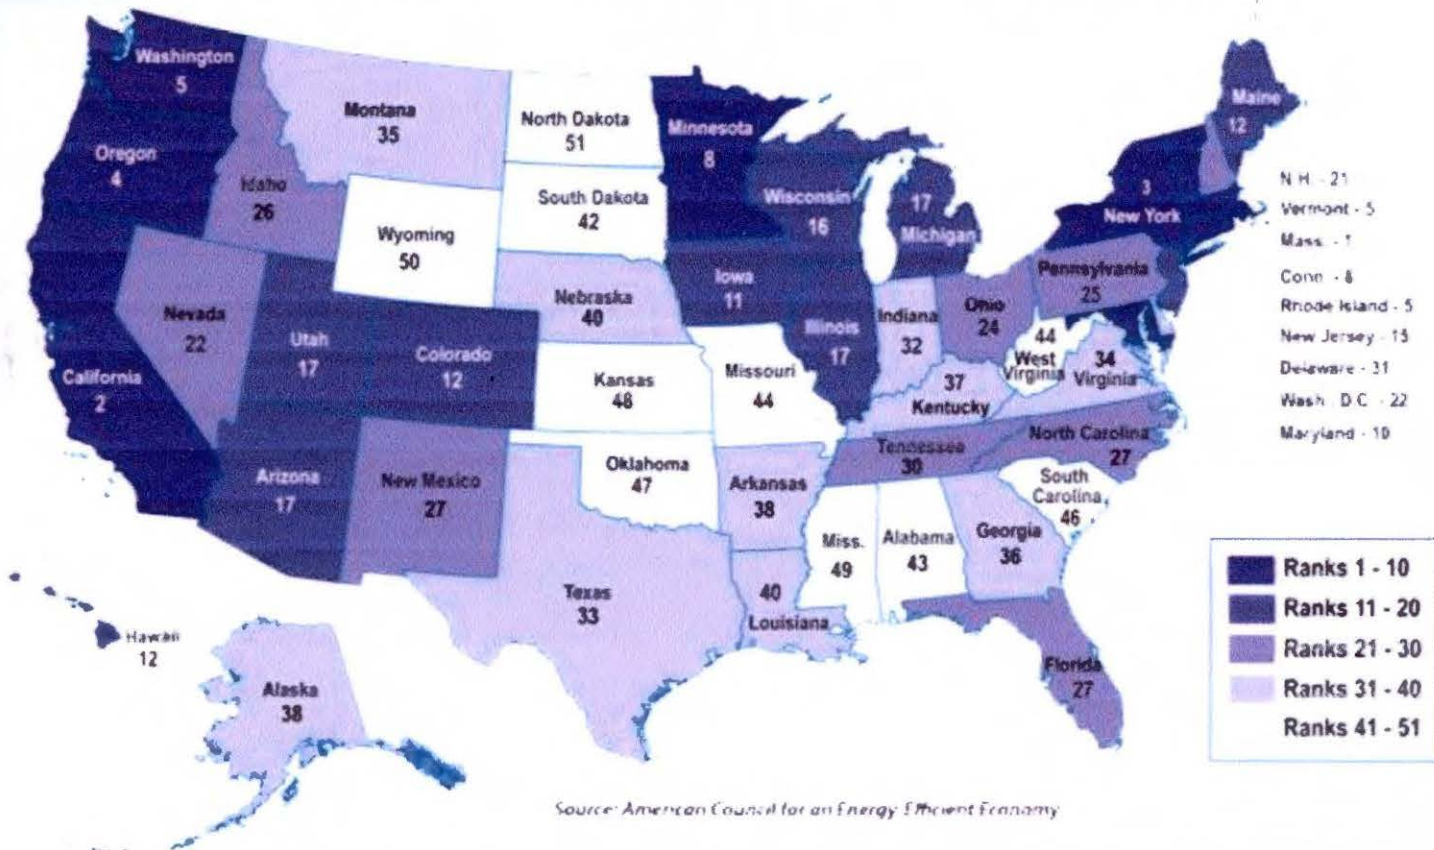 Washington
5
Montana
35
North Dakota
51
Minnesota
8
Maine
12
Oregon
4
Idaho
26
South Dakota
42
Wisconsin
16
17
Michigan
3
New York
N.H. - 21
Vermont - 5
Mass. - 1
Conn - 8
Rhode Island - 5
New Jersey - 15
Delaware - 31
Wash. D.C. - 22
Maryland - 10
Wyoming
50
Nebraska
40
Iowa
11
Pennsylvania
25
Nevada
22
Utah
17
Colorado
12
Illinois
17
Indiana
32
Ohio
24
44
West
Virginia
34
Virginia
California
2
Kansas
48
Missouri
44
37
Kentucky
Arizona
17
New Mexico
27
Oklahoma
47
Arkansas
38
Tennessee
30
North Carolina
27
South
Carolina
46
Texas
33
40
Louisiana
Miss.
49
Alabama
43
Georgia
36
Florida
27
Hawaii
12
Alaska
38
Ranks 1 - 10
Ranks 11 - 20
Ranks 21 - 30
Ranks 31 - 40
Ranks 41 - 51
Source: American Council for an Energy Efficient Economy